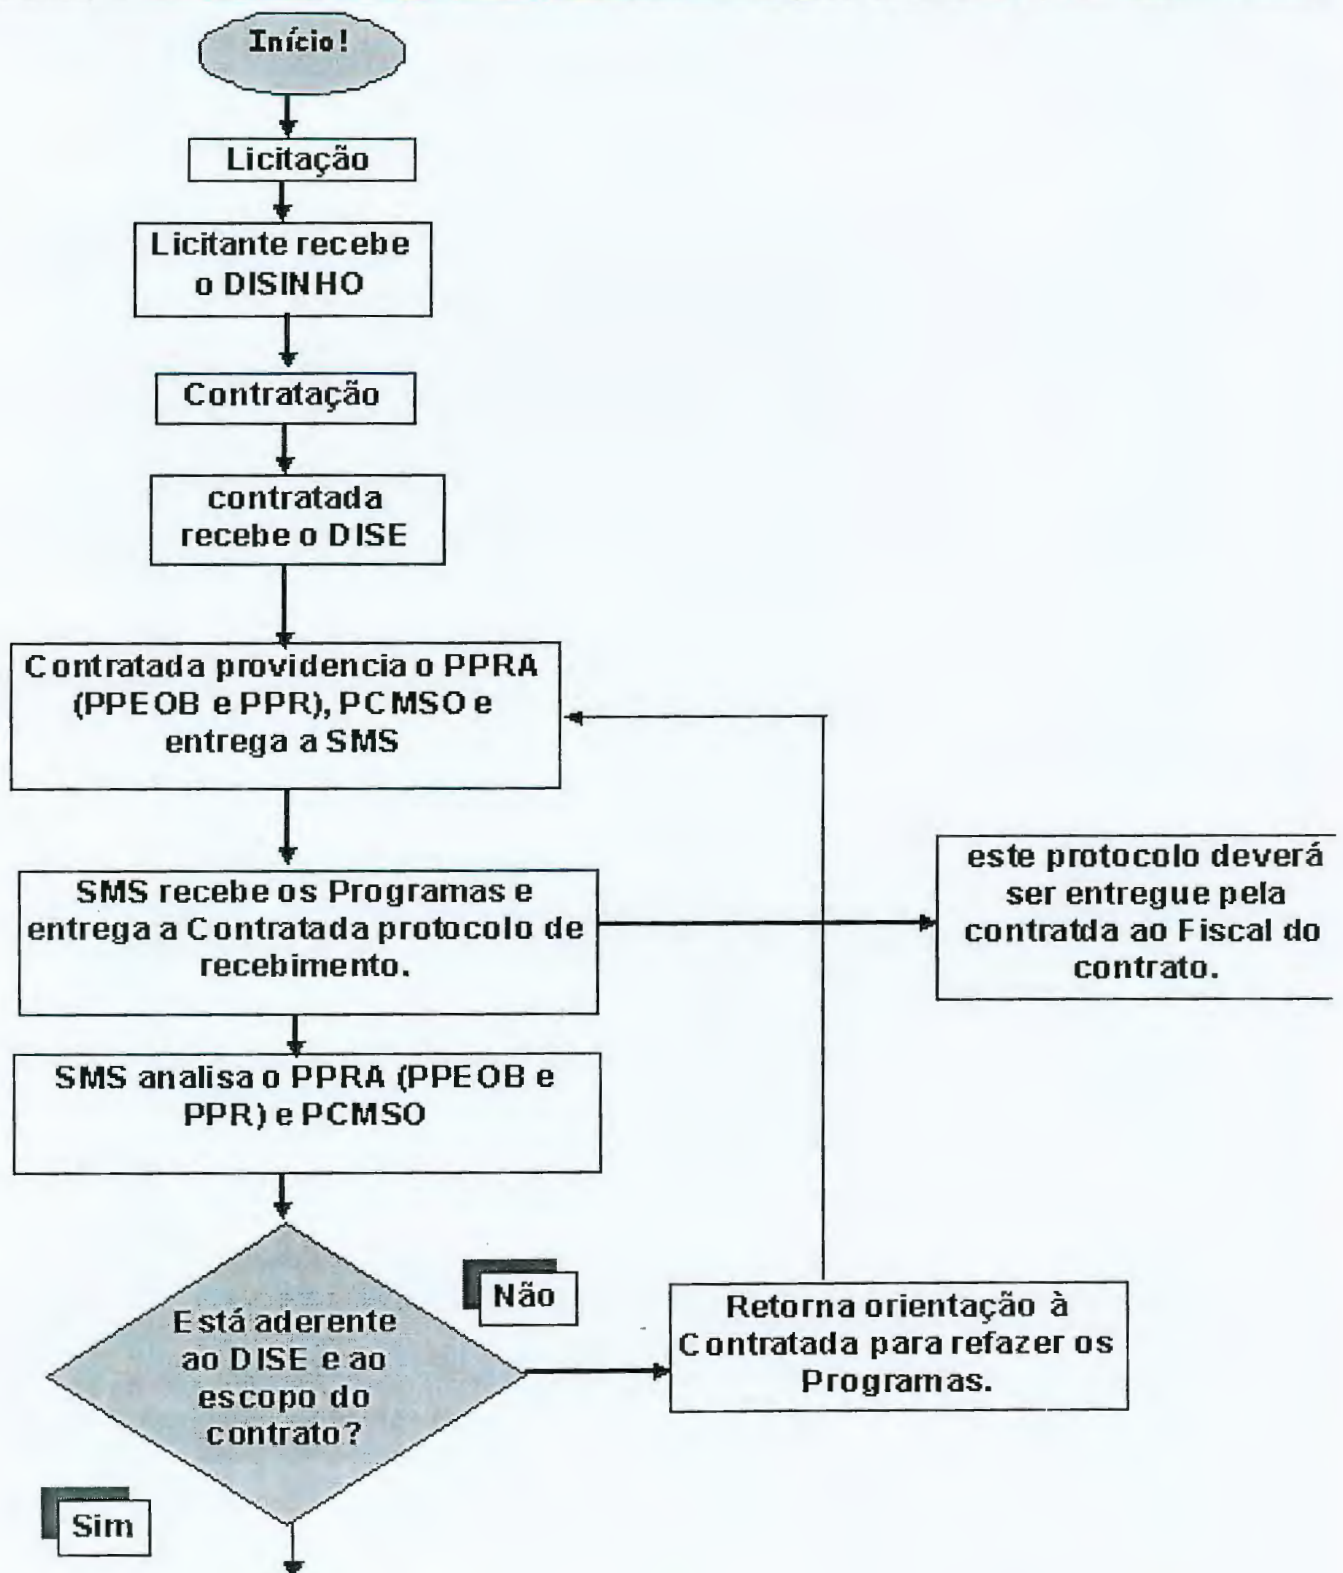 Início!
Licitação
Licitante recebe
o DISINHO
Contratação
contratada
recebe o DISE
Contratada providencia o PPRA
(PPEOB e PPR), PCMSO e
entrega a SMS
SMS recebe os Programas e
entrega a Contratada protocolo de
recebimento.
este protocolo deverá
ser entregue pela
contratda ao Fiscal do
contrato.
SMS analisa o PPRA (PPEOB e
PPR) e PCMSO
Está aderente
ao DISE e ao
escopo do
contrato?
Não
Retorna orientação à
Contratada para refazer os
Programas.
Sim